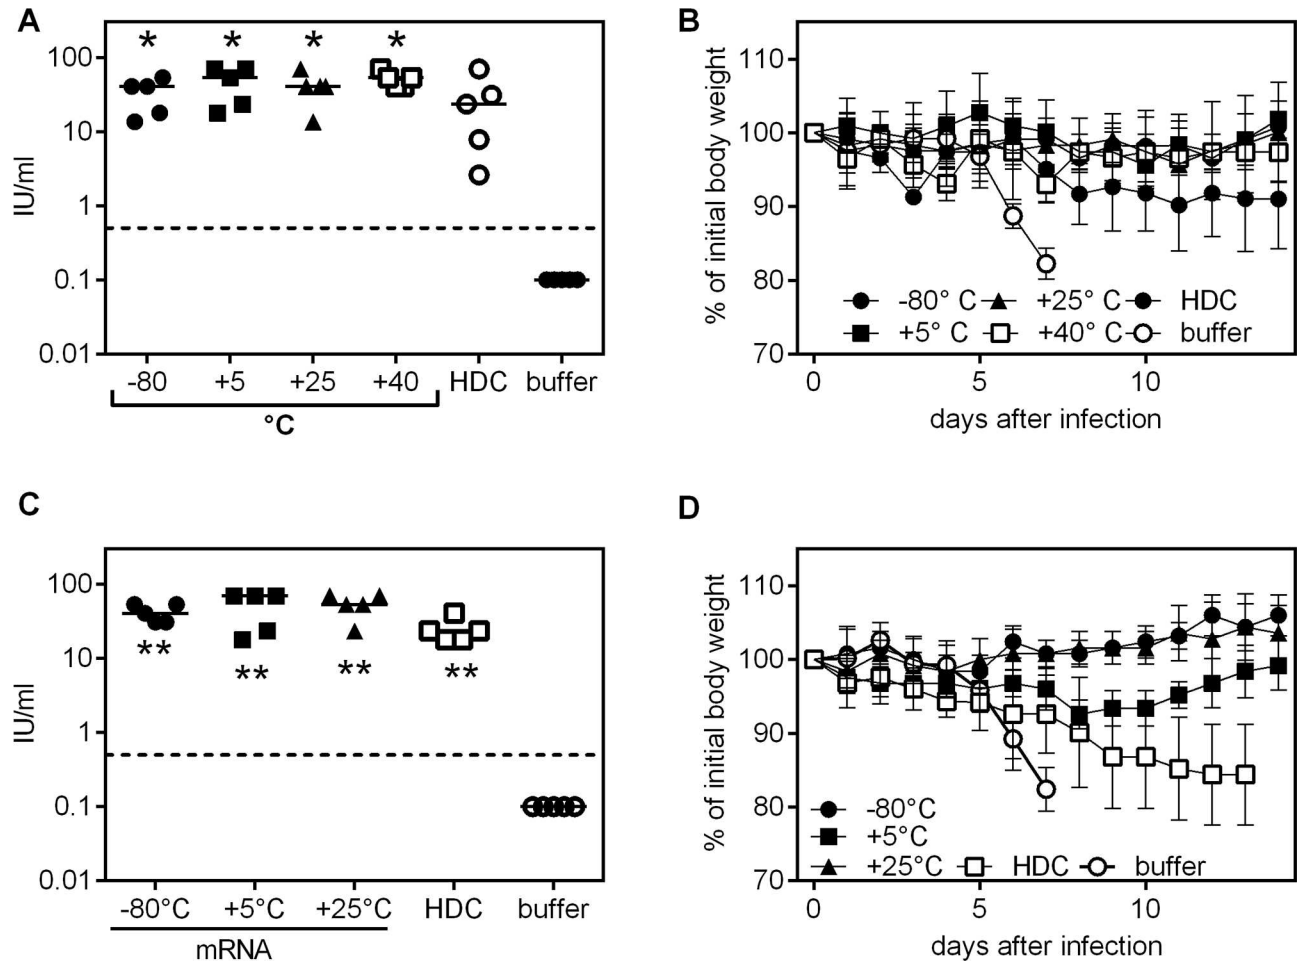 A
* * * *
100
10
1
0.1
0.01
IU/ml
-80 +5 +25 +40 HDC buffer
°C
B
110
100
90
80
70
% of initial body weight
-80° C +25° C HDC
+5° C +40° C buffer
0 5 10
days after infection
C
100
10
1
0.1
0.01
IU/ml
** ** ** **
-80°C +5°C +25°C HDC buffer
mRNA
D
110
100
90
80
70
% of initial body weight
-80°C
+5°C
+25°C HDC buffer
0 5 10
days after infection